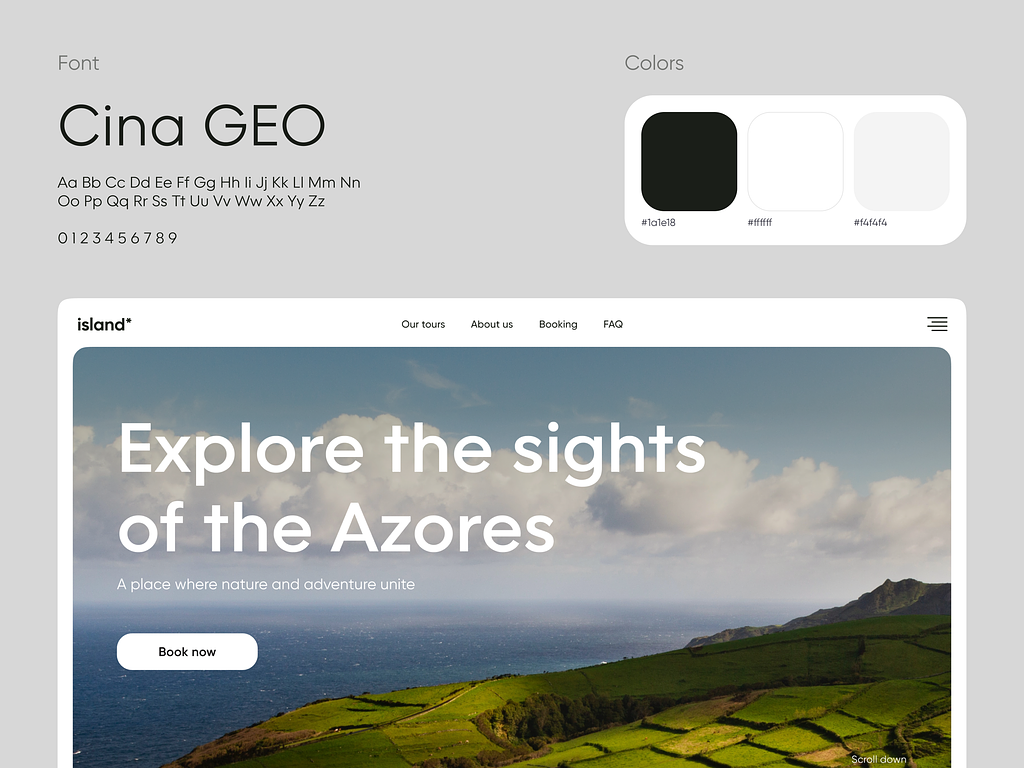 Font
Colors
Cina GEO
Aa Bb Cc Dd Ee Ff Gg Hh Ii Jj Kk Ll Mm Nn
Oo Pp Qq Rr Ss Tt Uu Vv Ww Xx Yy Zz
0 1 2 3 4 5 6 7 8 9
#1a1e18
#ffffff
#f4f4f4
island*
Our tours
About us
Booking
FAQ
Explore the sights
of the Azores
A place where nature and adventure unite
Book now
Scroll down